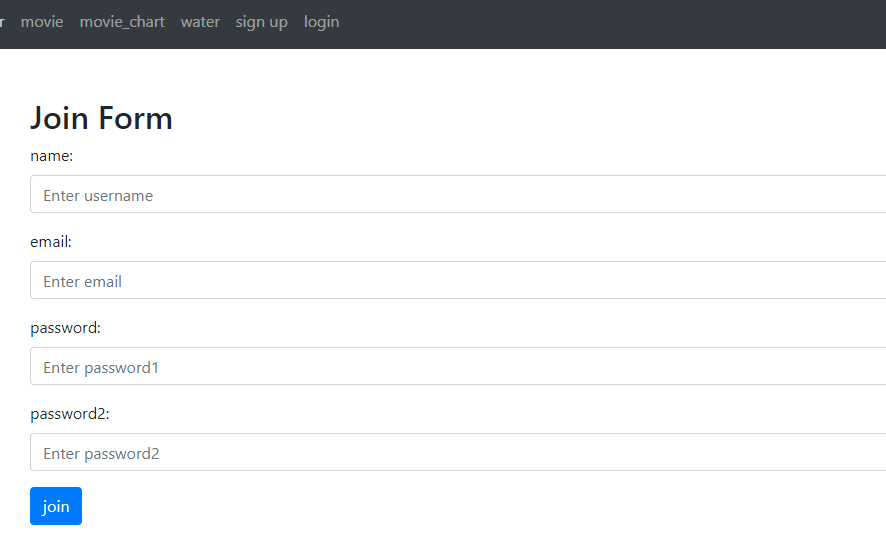 movie movie_chart water sign up login
Join Form
name:
Enter username
email:
Enter email
password:
Enter password1
password2:
Enter password2
join